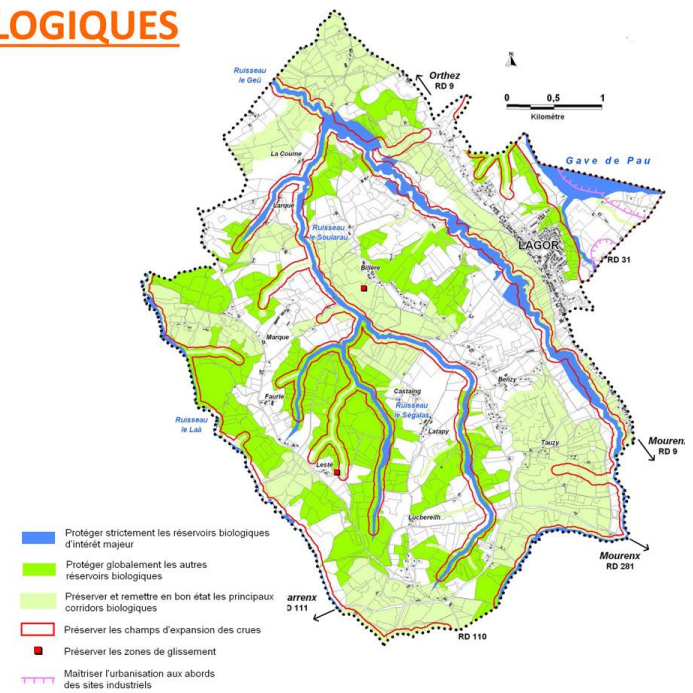 LOGIQUES
Ruisseau
le Geü
Orthez
RD 9
N
0 0,5 1
Kilomètre
La Coume
Gave de Pau
Larque
Ruisseau
le Soularau
LAGOR
RD 31
Billère
Marque
Benzy
Castaing
Faurie
Ruisseau
le Ségalas
Ruisseau
le Laà
Latapy
Tauzy
Mourenx
RD 9
Leste
Lucbereilh
Mourenx
RD 281
Protéger strictement les réservoirs biologiques
d'intérêt majeur
Protéger globalement les autres
réservoirs biologiques
Préserver et remettre en bon état les principaux
corridors biologiques
arrenx
D 111
RD 110
Préserver les champs d'expansion des crues
Préserver les zones de glissement
Maîtriser l'urbanisation aux abords
des sites industriels